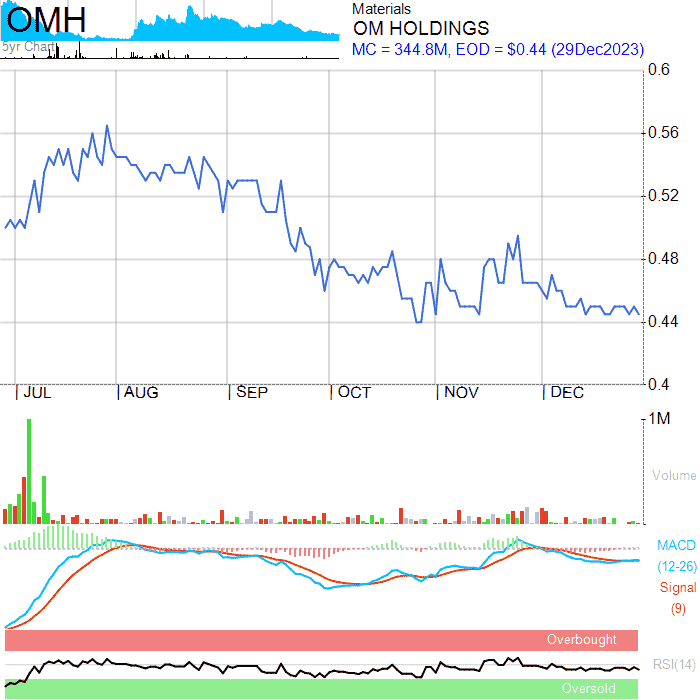 OMH
5yr Chart
Materials
OM HOLDINGS
MC = 344.8M, EOD = $0.44 (29Dec2023)
0.6
0.56
0.52
0.48
0.44
0.4
JUL AUG SEP OCT NOV DEC
1M
Volume
MACD
(12-26)
Signal
(9)
Overbought
RSI(14)
Oversold